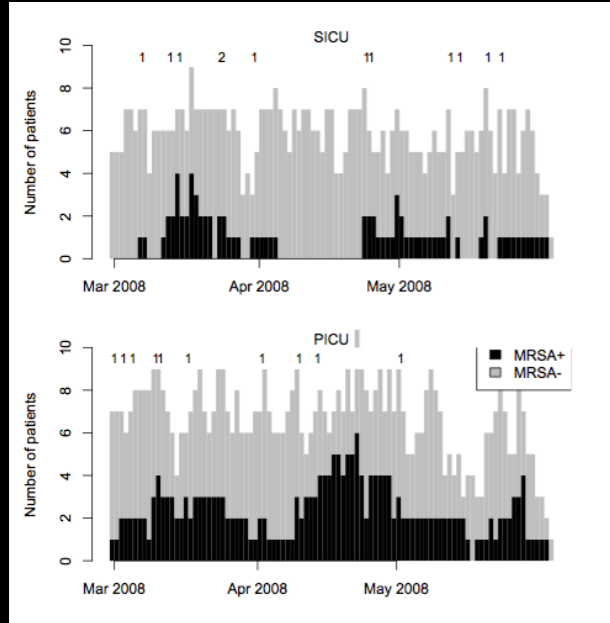 SICU
1 11 2 1 11 11 1 1
Number of patients
10
8
6
4
2
0
Mar 2008 Apr 2008 May 2008
PICU
111 11 1 1 1 1 1
Number of patients
10
8
6
4
2
0
MRSA+
MRSA-
Mar 2008 Apr 2008 May 2008